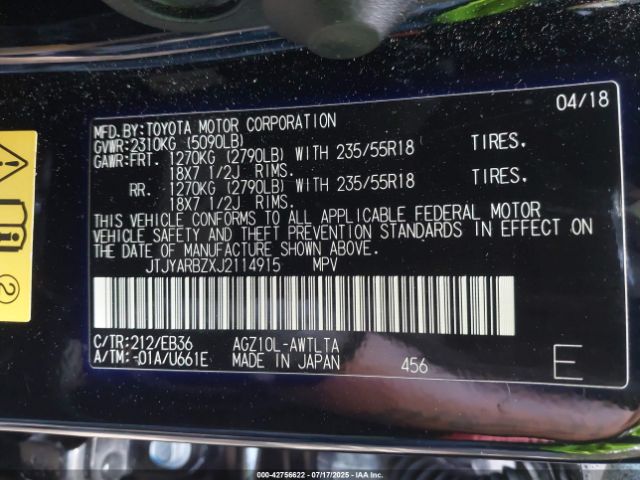 04/18
MFD.BY:TOYOTA MOTOR CORPORATION
GVWR:2310KG (5090LB)
GAWR:FRT. 1270KG (2790LB) WITH 235/55R18 TIRES.
18X7 1/2J RIMS.
RR. 1270KG (2790LB) WITH 235/55R18 TIRES.
18X7 1/2J RIMS.
THIS VEHICLE CONFORMS TO ALL APPLICABLE FEDERAL MOTOR
VEHICLE SAFETY AND THEFT PREVENTION STANDARDS IN EFFECT ON
THE DATE OF MANUFACTURE SHOWN ABOVE.
JTJYARBZXJ2114915 MPV
C/TR:212/EB36 AGZ10L-AWTLTA
A/TM:-01A/U661E MADE IN JAPAN 456
E
2
000-42756622 07/17/2025 IAA, Inc.